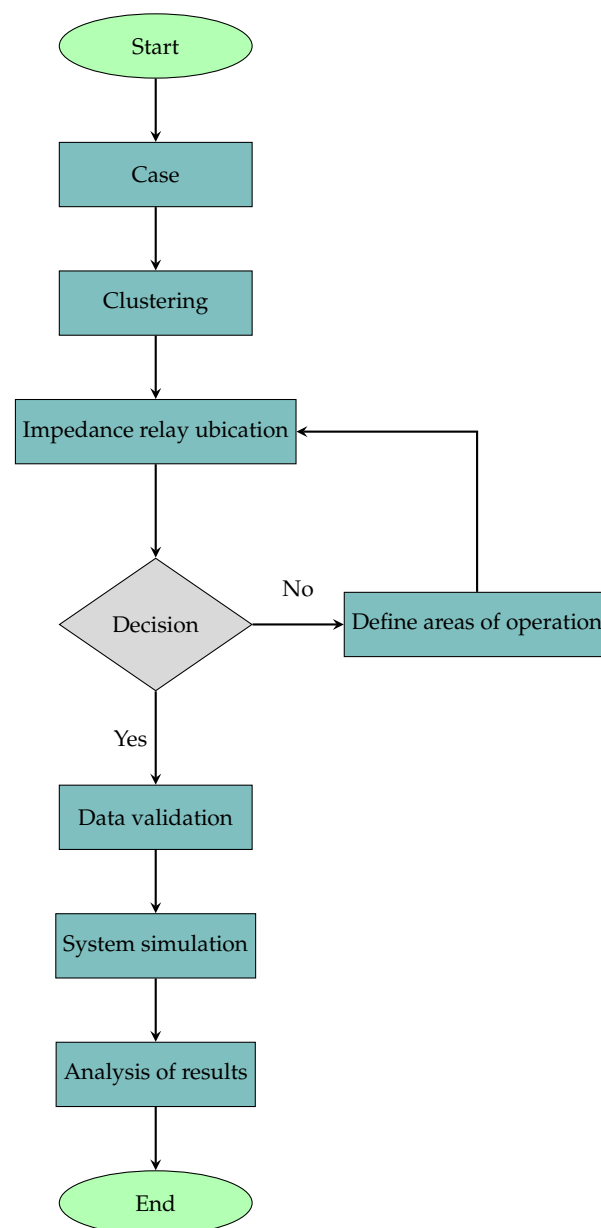 Start
Case
Clustering
Impedance relay ubication
Decision
No
Define areas of operation
Yes
Data validation
System simulation
Analysis of results
End